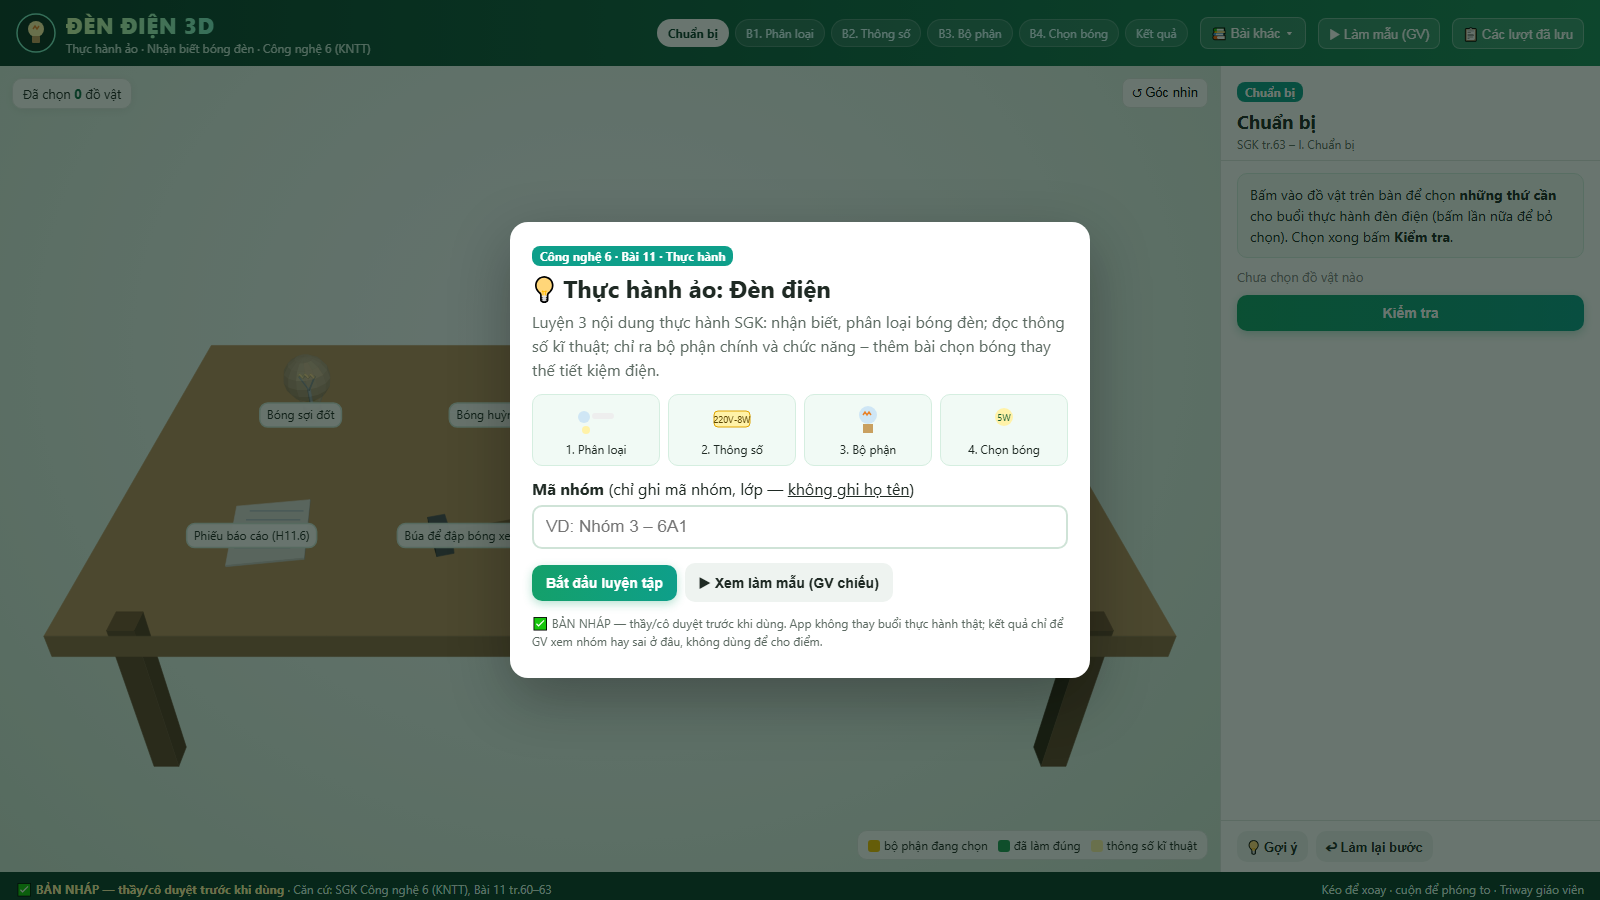 ĐÈN ĐIỆN 3D
Thực hành ảo · Nhận biết bóng đèn · Công nghệ 6 (KNTT)
Chuẩn bị
B1. Phân loại
B2. Thông số
B3. Bộ phận
B4. Chọn bóng
Kết quả
Bài khác
Làm mẫu (GV)
Các lượt đã lưu
Đã chọn 0 đồ vật
Góc nhìn
Bóng sợi đốt
Phiếu báo cáo (H11.6)
Công nghệ 6 · Bài 11 · Thực hành
Thực hành ảo: Đèn điện
Luyện 3 nội dung thực hành SGK: nhận biết, phân loại bóng đèn; đọc thông
số kĩ thuật; chỉ ra bộ phận chính và chức năng – thêm bài chọn bóng thay
thế tiết kiệm điện.
220V-8W
5W
1. Phân loại
2. Thông số
3. Bộ phận
4. Chọn bóng
Mã nhóm (chỉ ghi mã nhóm, lớp — không ghi họ tên)
VD: Nhóm 3 – 6A1
Bắt đầu luyện tập
Xem làm mẫu (GV chiếu)
BẢN NHÁP — thầy/cô duyệt trước khi dùng. App không thay buổi thực hành thật; kết quả chỉ để
GV xem nhóm hay sai ở đâu, không dùng để cho điểm.
bộ phận đang chọn
đã làm đúng
thông số kĩ thuật
Chuẩn bị
Chuẩn bị
SGK tr.63 – I. Chuẩn bị
Bấm vào đồ vật trên bàn để chọn những thứ cần
cho buổi thực hành đèn điện (bấm lần nữa để bỏ
chọn). Chọn xong bấm Kiểm tra.
Chưa chọn đồ vật nào
Kiểm tra
Gợi ý
Làm lại bước
BẢN NHÁP — thầy/cô duyệt trước khi dùng · Căn cứ: SGK Công nghệ 6 (KNTT), Bài 11 tr.60–63
Kéo để xoay · cuộn để phóng to · Triway giáo viên
Bóng
Búa để đập bóng